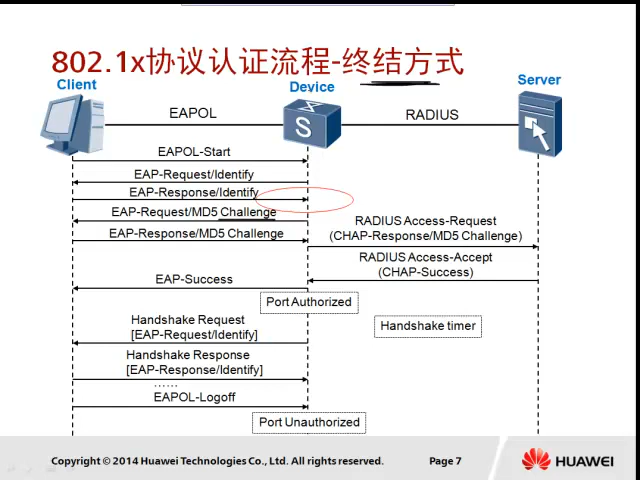 802.1x协议认证流程-终结方式
Client
Device
Server
EAPOL
RADIUS
S
EAPOL-Start
EAP-Request/Identify
EAP-Response/Identify
EAP-Request/MD5 Challenge
EAP-Response/MD5 Challenge
RADIUS Access-Request
(CHAP-Response/MD5 Challenge)
RADIUS Access-Accept
(CHAP-Success)
EAP-Success
Port Authorized
Handshake Request
[EAP-Request/Identify]
Handshake timer
Handshake Response
[EAP-Response/Identify]
......
EAPOL-Logoff
Port Unauthorized
Copyright © 2014 Huawei Technologies Co., Ltd. All rights reserved.
Page 7
HUAWEI